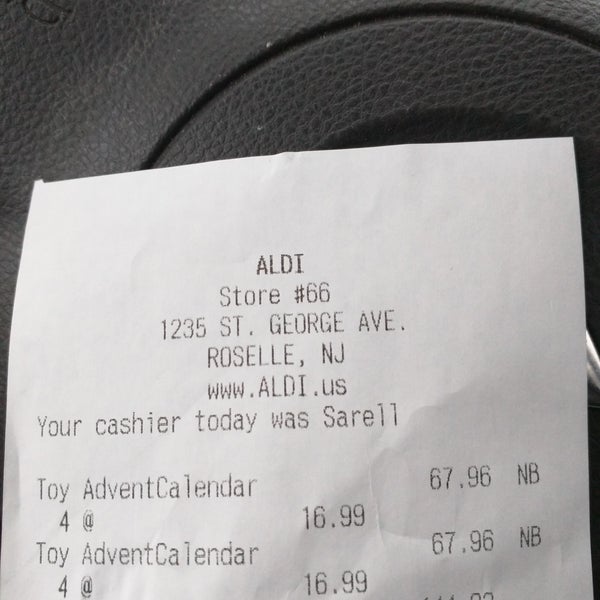 ALDI
Store #66
1235 ST. GEORGE AVE.
ROSELLE, NJ
www.ALDI.us
Your cashier today was Sarell
Toy AdventCalendar 67.96 NB
4 @ 16.99
Toy AdventCalendar 67.96 NB
4 @ 16.99